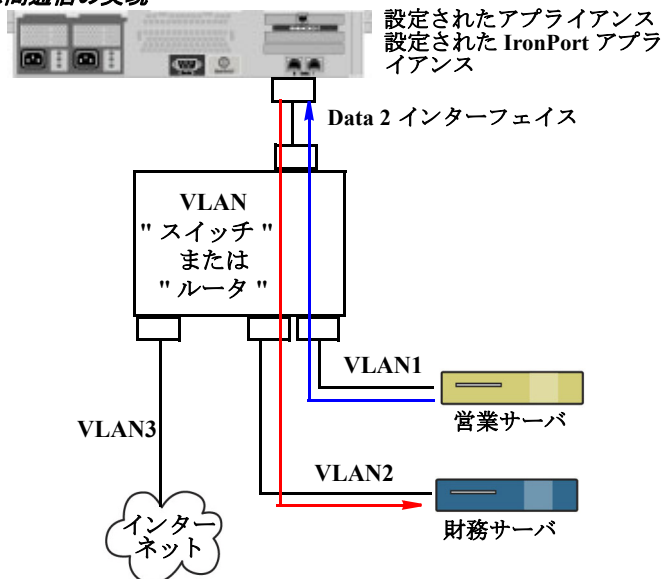 間通信の実現
設定されたアプライアンス
設定された IronPort アプラ
イアンス
Data 2 インターフェイス
VLAN
" スイッチ "
または
" ルータ "
VLAN1
営業サーバ
VLAN3
VLAN2
インター
ネット
財務サーバ